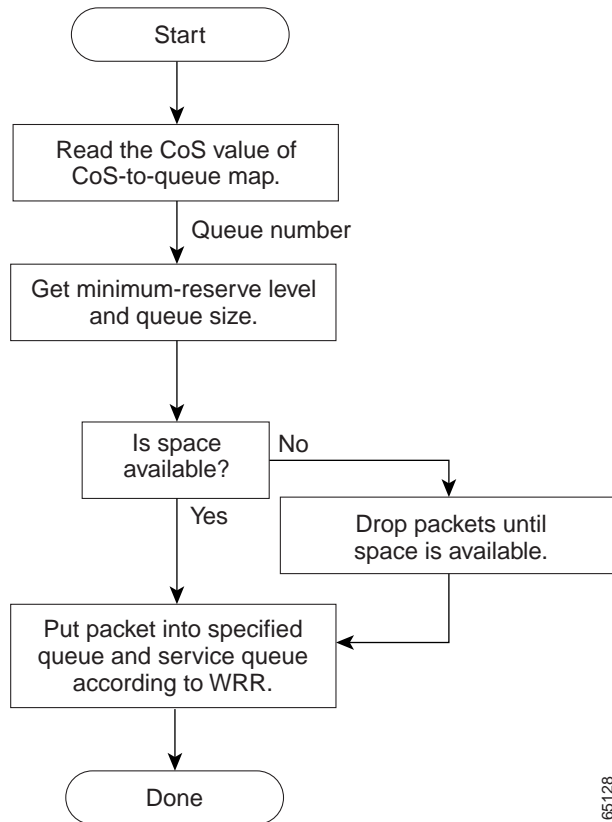 Start
Read the CoS value of
CoS-to-queue map.
Queue number
Get minimum-reserve level
and queue size.
Is space
available?
No
Yes
Drop packets until
space is available.
Put packet into specified
queue and service queue
according to WRR.
Done
65128